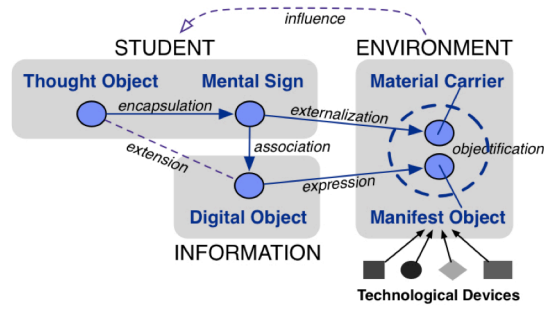 influence
STUDENT
ENVIRONMENT
Thought Object
Mental Sign
Material Carrier
encapsulation
externalization
extension
association
objectification
expression
Digital Object
Manifest Object
INFORMATION
Technological Devices